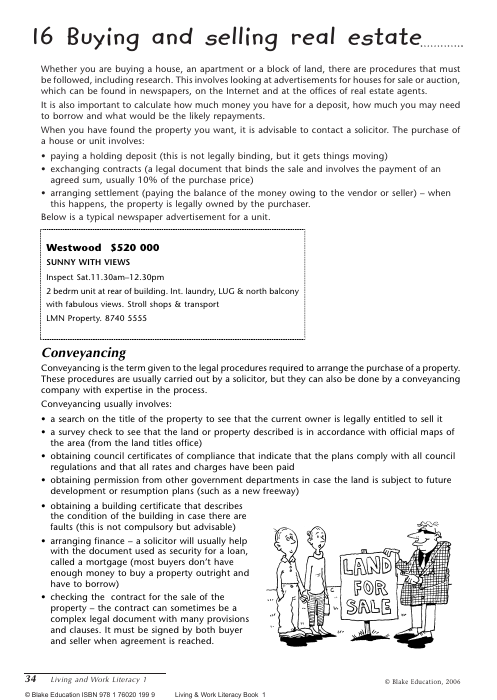 16 Buying and selling real estate
Whether you are buying a house, an apartment or a block of land, there are procedures that must
be followed, including research. This involves looking at advertisements for houses for sale or auction,
which can be found in newspapers, on the Internet and at the offices of real estate agents.
It is also important to calculate how much money you have for a deposit, how much you may need
to borrow and what would be the likely repayments.
When you have found the property you want, it is advisable to contact a solicitor. The purchase of
a house or unit involves:
• paying a holding deposit (this is not legally binding, but it gets things moving)
• exchanging contracts (a legal document that binds the sale and involves the payment of an
agreed sum, usually 10% of the purchase price)
• arranging settlement (paying the balance of the money owing to the vendor or seller) – when
this happens, the property is legally owned by the purchaser.
Below is a typical newspaper advertisement for a unit.
Westwood $520 000
SUNNY WITH VIEWS
Inspect Sat.11.30am–12.30pm
2 bedrm unit at rear of building. Int. laundry, LUG & north balcony
with fabulous views. Stroll shops & transport
LMN Property. 8740 5555
Conveyancing
Conveyancing is the term given to the legal procedures required to arrange the purchase of a property.
These procedures are usually carried out by a solicitor, but they can also be done by a conveyancing
company with expertise in the process.
Conveyancing usually involves:
• a search on the title of the property to see that the current owner is legally entitled to sell it
• a survey check to see that the land or property described is in accordance with official maps of
the area (from the land titles office)
• obtaining council certificates of compliance that indicate that the plans comply with all council
regulations and that all rates and charges have been paid
• obtaining permission from other government departments in case the land is subject to future
development or resumption plans (such as a new freeway)
• obtaining a building certificate that describes
the condition of the building in case there are
faults (this is not compulsory but advisable)
• arranging finance – a solicitor will usually help
with the document used as security for a loan,
called a mortgage (most buyers don't have
enough money to buy a property outright and
have to borrow)
• checking the contract for the sale of the
property – the contract can sometimes be a
complex legal document with many provisions
and clauses. It must be signed by both buyer
and seller when agreement is reached.
LAND
FOR
SALE
34 Living and Work Literacy 1
© Blake Education, 2006
© Blake Education ISBN 978 1 76020 199 9 Living & Work Literacy Book 1